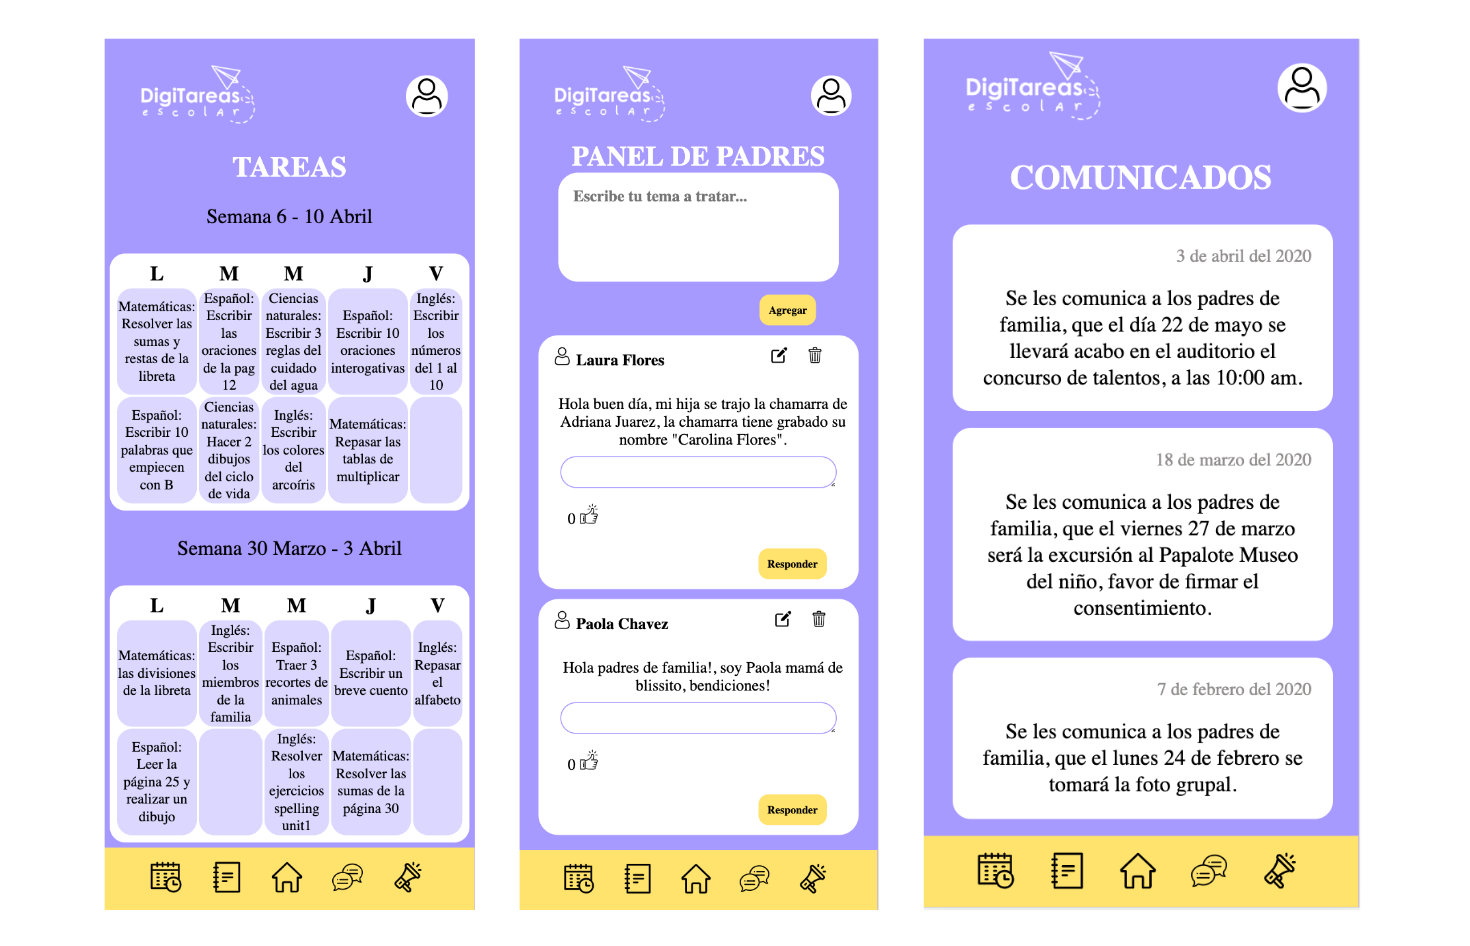 DigiTareas
escolAr
TAREAS
Semana 6 - 10 Abril
L M M J V
Matemáticas:
Resolver las
sumas y
restas de la
libreta
Español:
Escribir
las
oraciones
de la pag
12
Ciencias
naturales:
Escribir 3
reglas del
cuidado
del agua
Español:
Escribir 10
oraciones
interogativas
Inglés:
Escribir
los
números
del 1 al
10
Español:
Escribir 10
palabras que
empiecen
con B
Ciencias
naturales:
Hacer 2
dibujos
del ciclo
de vida
Inglés:
Escribir
los colores
del
arcoíris
Matemáticas:
Repasar las
tablas de
multiplicar
Semana 30 Marzo - 3 Abril
L M M J V
Matemáticas:
las divisiones
de la libreta
Inglés:
Escribir
los
miembros
de la
familia
Español:
Traer 3
recortes de
animales
Español:
Escribir un
breve cuento
Inglés:
Repasar
el
alfabeto
Español:
Leer la
página 25 y
realizar un
dibujo
Inglés:
Resolver
los
ejercicios
spelling
unit1
Matemáticas:
Resolver las
sumas de la
página 30
DigiTareas
escolAr
PANEL DE PADRES
Escribe tu tema a tratar...
Agregar
Laura Flores
Hola buen día, mi hija se trajo la chamarra de
Adriana Juarez, la chamarra tiene grabado su
nombre "Carolina Flores".
0
Responder
Paola Chavez
Hola padres de familia!, soy Paola mamá de
blissito, bendiciones!
0
Responder
DigiTareas
escolAr
COMUNICADOS
3 de abril del 2020
Se les comunica a los padres de
familia, que el día 22 de mayo se
llevará acabo en el auditorio el
concurso de talentos, a las 10:00 am.
18 de marzo del 2020
Se les comunica a los padres de
familia, que el viernes 27 de marzo
será la excursión al Papalote Museo
del niño, favor de firmar el
consentimiento.
7 de febrero del 2020
Se les comunica a los padres de
familia, que el lunes 24 de febrero se
tomará la foto grupal.